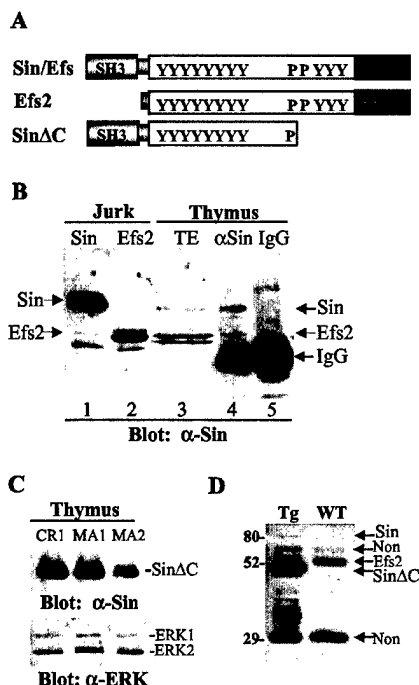 A
Sin/Efs SH3 YYYYYYYY PP YYY
Efs2 YYYYYYYY PP YYY
SinΔC SH3 YYYYYYYY P
B
Jurk Thymus
Sin Efs2 TE αSin IgG
Sin Sin
Efs2 Efs2
IgG
1 2 3 4 5
Blot: α-Sin
C
Thymus
CR1 MA1 MA2
-SinΔC
Blot: α-Sin
-ERK1
-ERK2
Blot: α-ERK
D
Tg WT
80- Sin
Non
52- Efs2
SinΔC
29- Non